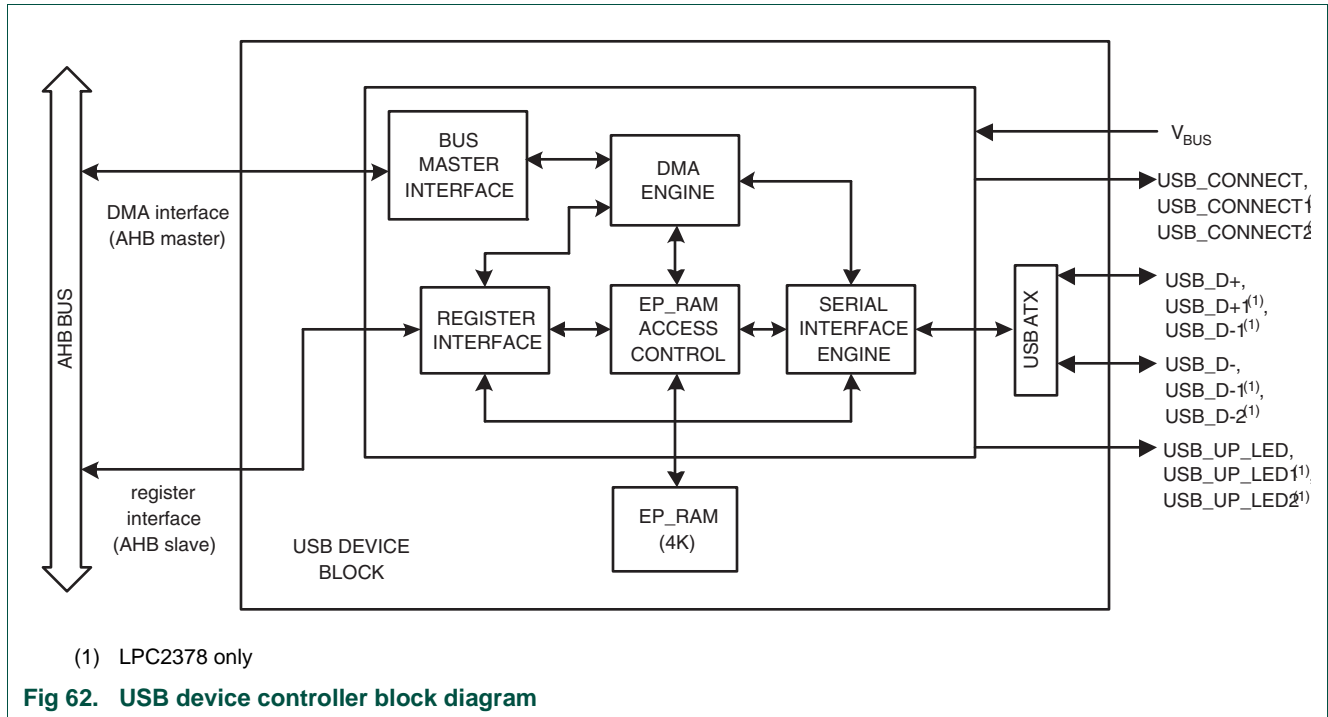 AHB BUS
DMA interface
(AHB master)
register
interface
(AHB slave)
USB DEVICE
BLOCK
BUS
MASTER
INTERFACE
DMA
ENGINE
REGISTER
INTERFACE
EP_RAM
ACCESS
CONTROL
SERIAL
INTERFACE
ENGINE
EP_RAM
(4K)
USB ATX
VBUS
USB_CONNECT,
USB_CONNECT1(
USB_CONNECT2(
USB_D+,
USB_D+1(1),
USB_D-1(1)
USB_D-,
USB_D-1(1),
USB_D-2(1)
USB_UP_LED,
USB_UP_LED1(1),
USB_UP_LED2(1)
(1) LPC2378 only
Fig 62. USB device controller block diagram